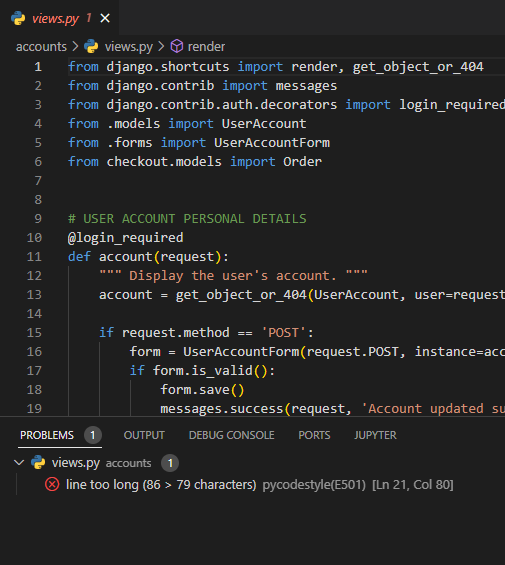 views.py 1 ×
accounts > views.py > render
1 from django.shortcuts import render, get_object_or_404
2 from django.contrib import messages
3 from django.contrib.auth.decorators import login_required
4 from .models import UserAccount
5 from .forms import UserAccountForm
6 from checkout.models import Order
7
8
9 # USER ACCOUNT PERSONAL DETAILS
10 @login_required
11 def account(request):
12 """ Display the user's account. """
13 account = get_object_or_404(UserAccount, user=request
14
15 if request.method == 'POST':
16 form = UserAccountForm(request.POST, instance=acc
17 if form.is_valid():
18 form.save()
19 messages.success(request, 'Account updated su
PROBLEMS 1 OUTPUT DEBUG CONSOLE PORTS JUPYTER
views.py accounts 1
line too long (86 > 79 characters) pycodestyle(E501) [Ln 21, Col 80]